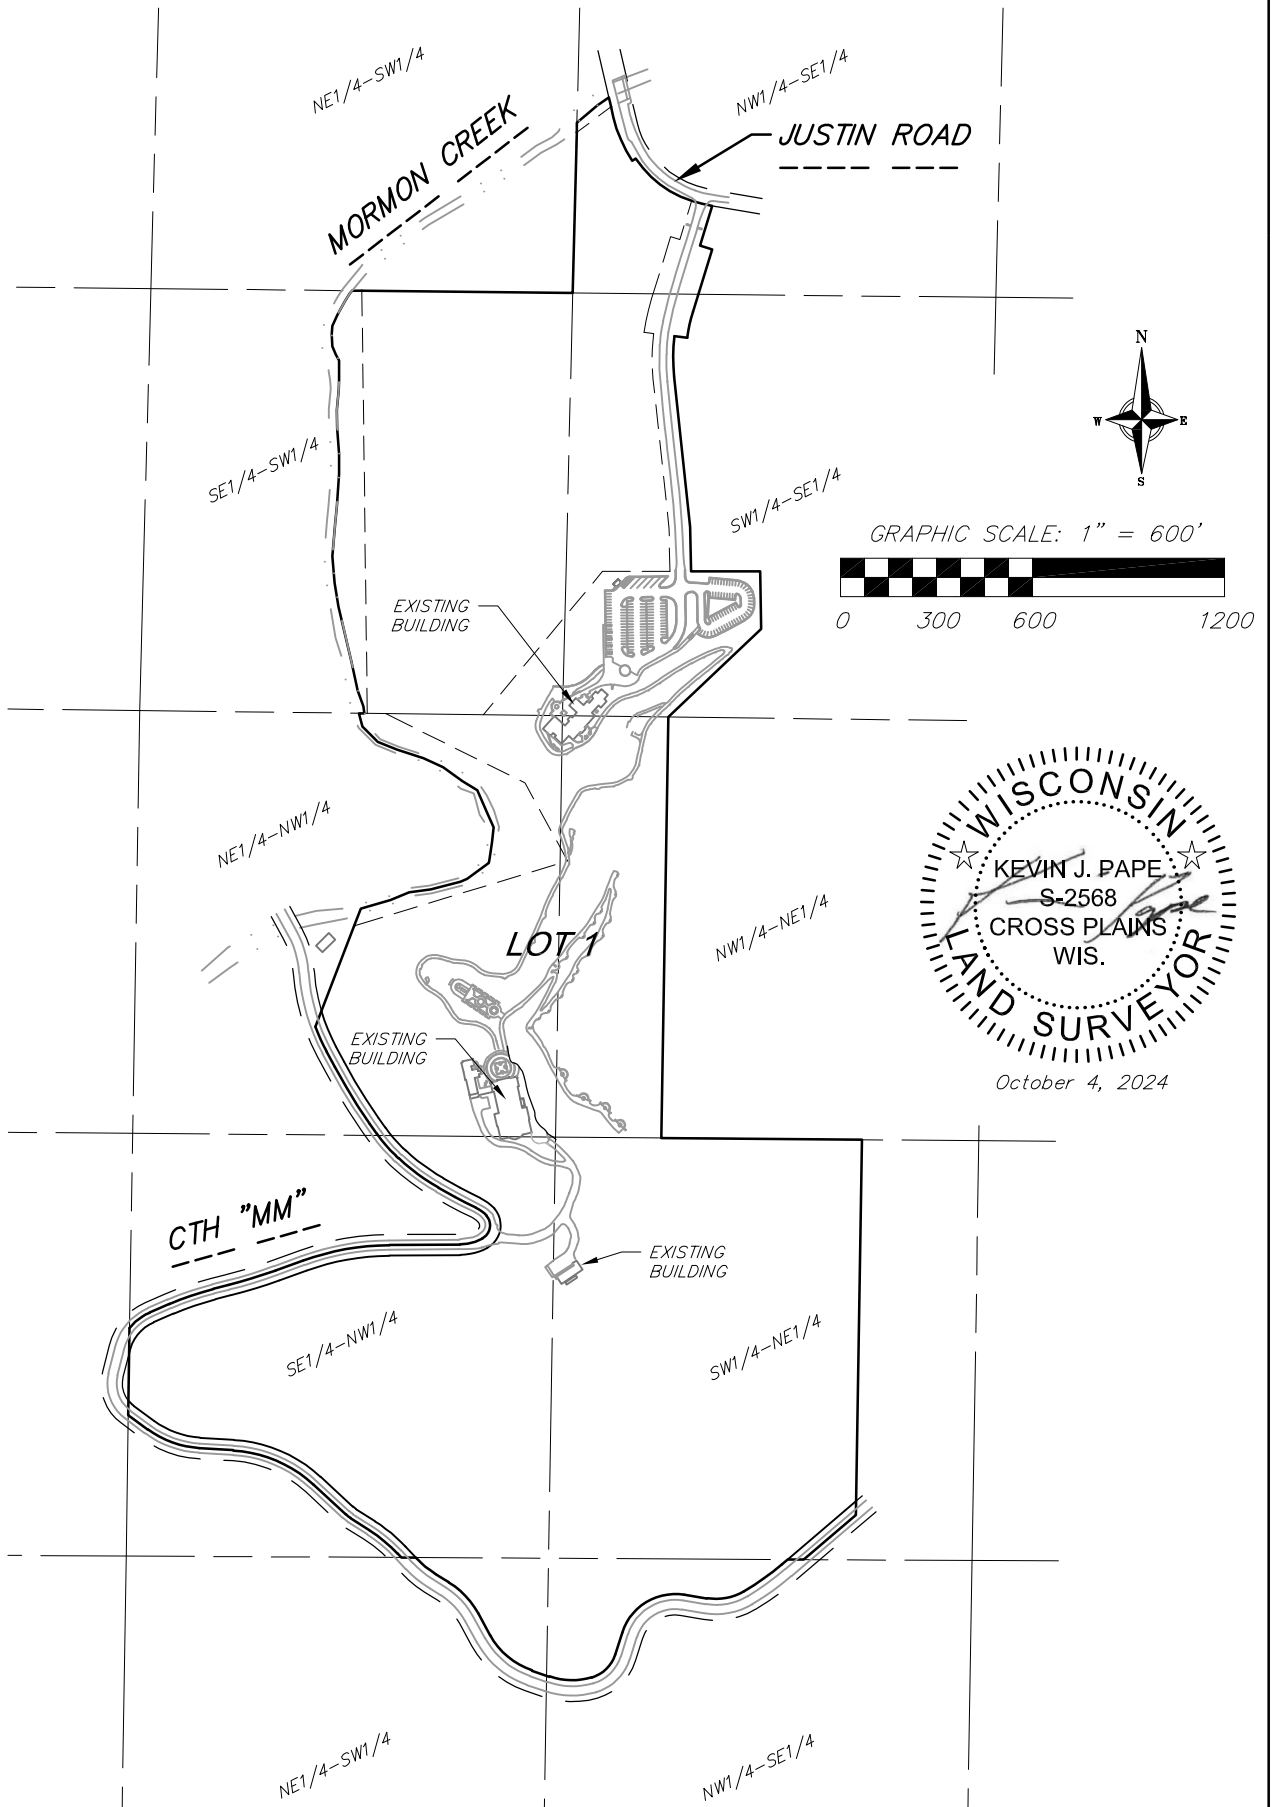 NE1/4-SW1/4
NW1/4-SE1/4
MORMON CREEK
JUSTIN ROAD
N
W E
S
SE1/4-SW1/4
SW1/4-SE1/4
GRAPHIC SCALE: 1" = 600'
0 300 600 1200
EXISTING
BUILDING
WISCONSIN
KEVIN J. PAPE
S-2568
CROSS PLAINS
WIS.
LAND SURVEYOR
October 4, 2024
NE1/4-NW1/4
NW1/4-NE1/4
LOT 1
EXISTING
BUILDING
CTH "MM"
EXISTING
BUILDING
SE1/4-NW1/4
SW1/4-NE1/4
NE1/4-SW1/4
NW1/4-SE1/4